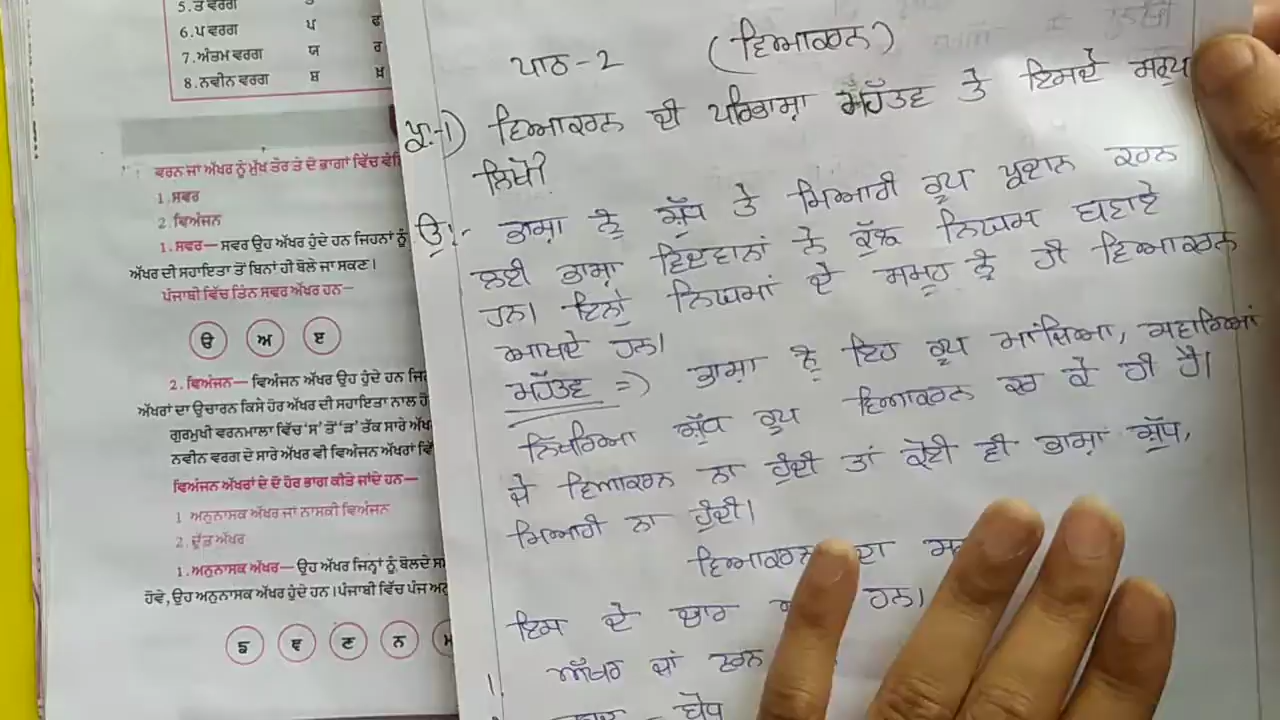 5. ਤ ਵਰਗ
6. ਪ ਵਰਗ ਪ ਫ
7. ਅੰਤਮ ਵਰਗ ਯ ਰ
8. ਨਵੀਨ ਵਰਗ ਸ਼ ਖ਼
ਵਰਨ ਜਾਂ ਅੱਖਰ ਨੂੰ ਮੁੱਖ ਤੌਰ ਤੇ ਦੋ ਭਾਗਾਂ ਵਿੱਚ
1. ਸਵਰ
2. ਵਿਅੰਜਨ
1. ਸਵਰ— ਸਵਰ ਉਹ ਅੱਖਰ ਹੁੰਦੇ ਹਨ ਜਿਹਨਾਂ ਨੂੰ
ਅੱਖਰ ਦੀ ਸਹਾਇਤਾ ਤੋਂ ਬਿਨਾਂ ਹੀ ਬੋਲੇ ਜਾ ਸਕਣ।
ਪੰਜਾਬੀ ਵਿੱਚ ਤਿੰਨ ਸਵਰ ਅੱਖਰ ਹਨ—
ੳ ਅ ੲ
2. ਵਿਅੰਜਨ— ਵਿਅੰਜਨ ਅੱਖਰ ਉਹ ਹੁੰਦੇ ਹਨ
ਅੱਖਰਾਂ ਦਾ ਉਚਾਰਨ ਕਿਸੇ ਹੋਰ ਅੱਖਰ ਦੀ ਸਹਾਇਤਾ ਨਾਲ
ਗੁਰਮੁਖੀ ਵਰਨਮਾਲਾ ਵਿੱਚ 'ਸ' ਤੋਂ 'ੜ' ਤੱਕ ਸਾਰੇ
ਨਵੀਨ ਵਰਗ ਦੇ ਸਾਰੇ ਅੱਖਰ ਵੀ ਵਿਅੰਜਨ ਅੱਖਰਾਂ
ਵਿਅੰਜਨ ਅੱਖਰਾਂ ਦੇ ਦੋ ਹੋਰ ਭਾਗ ਕੀਤੇ ਜਾਂਦੇ ਹਨ—
1 ਅਨੁਨਾਸਕ ਅੱਖਰ ਜਾਂ ਨਾਸਕੀ ਵਿਅੰਜਨ
2. ਦੁੱਤ ਅੱਖਰ
1. ਅਨੁਨਾਸਕ ਅੱਖਰ— ਉਹ ਅੱਖਰ ਜਿਨ੍ਹਾਂ ਨੂੰ ਬੋਲਦੇ
ਹੋਵੇ, ਉਹ ਅਨੁਨਾਸਕ ਅੱਖਰ ਹੁੰਦੇ ਹਨ। ਪੰਜਾਬੀ ਵਿੱਚ ਪੰਜ
ਙ ਞ ਣ ਨ ਮ
ਪਾਠ-2 (ਵਿਆਕਰਨ)
ਪ੍ਰ:-1) ਵਿਆਕਰਨ ਦੀ ਪਰਿਭਾਸ਼ਾ ਮਹੱਤਵ ਤੇ ਇਸਦੇ ਸਰੂਪ
ਲਿਖੋ?
ਉ:- ਭਾਸ਼ਾ ਨੂੰ ਸ਼ੁੱਧ ਤੇ ਮਿਆਰੀ ਰੂਪ ਪ੍ਰਦਾਨ ਕਰਨ
ਲਈ ਭਾਸ਼ਾ ਵਿਦਵਾਨਾਂ ਨੇ ਕੁੱਝ ਨਿਯਮ ਬਣਾਏ
ਹਨ। ਇਨ੍ਹਾਂ ਨਿਯਮਾਂ ਦੇ ਸਮੂਹ ਨੂੰ ਹੀ ਵਿਆਕਰਨ
ਆਖਦੇ ਹਨ।
ਮਹੱਤਵ => ਭਾਸ਼ਾ ਨੂੰ ਇਹ ਰੂਪ ਮਾਂਜਿਆ, ਸਵਾਰਿਆਂ
ਨਿਖਰਿਆ ਸ਼ੁੱਧ ਰੂਪ ਵਿਆਕਰਨ ਕਰ ਕੇ ਹੀ ਹੈ।
ਜੇ ਵਿਆਕਰਨ ਨਾ ਹੁੰਦੀ ਤਾਂ ਕੋਈ ਵੀ ਭਾਸ਼ਾ ਸ਼ੁੱਧ,
ਮਿਆਰੀ ਨਾ ਹੁੰਦੀ।
ਵਿਆਕਰਨ ਦਾ
ਇਸ ਦੇ ਚਾਰ ਹਨ।
1. ਅੱਖਰ ਜਾਂ ਵਰਨ
ਬੋਧ